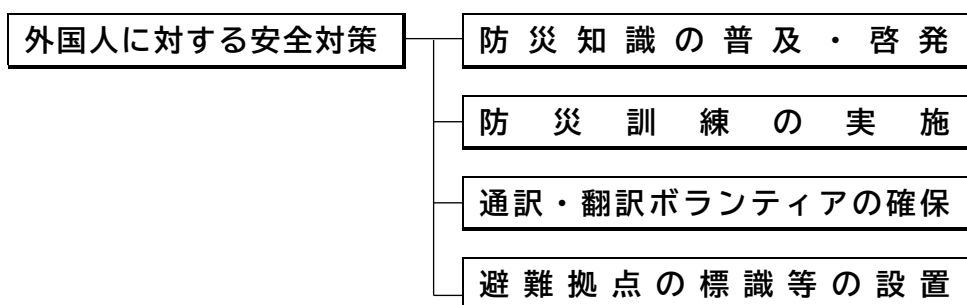 外国人に対する安全対策
防災知識の普及・啓発
防災訓練の実施
通訳・翻訳ボランティアの確保
避難拠点の標識等の設置